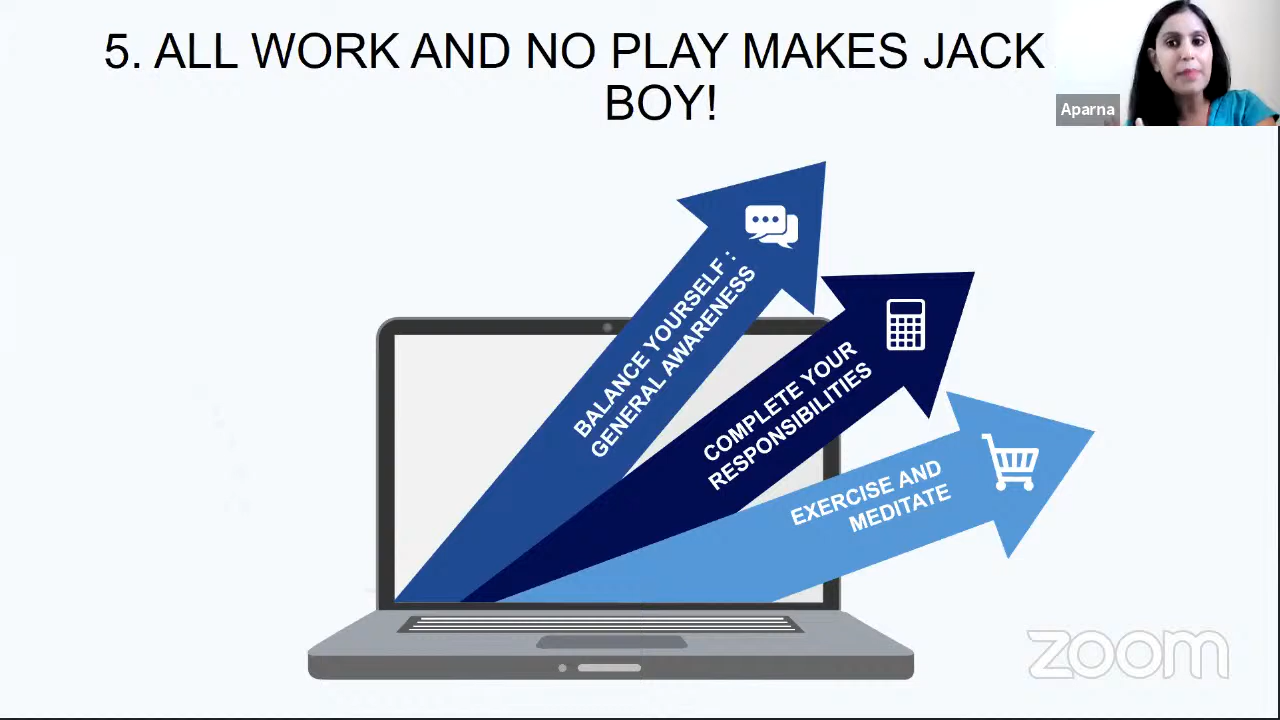 5. ALL WORK AND NO PLAY MAKES JACK
BOY!
Aparna
BALANCE YOURSELF :
GENERAL AWARENESS
COMPLETE YOUR
RESPONSIBILITIES
EXERCISE AND
MEDITATE
zoom